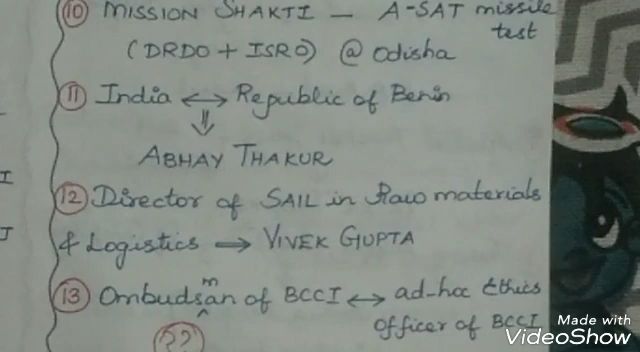 (10) MISSION SHAKTI — A-SAT missile
test
(DRDO + ISRO) @ Odisha
(11) India ↔ Republic of Benin
⇓
ABHAY THAKUR
(12) Director of SAIL in Raw materials
& Logistics → VIVEK GUPTA
(13) Ombudsman of BCCI ↔ ad-hoc Ethics
Officer of BCCI
(??)
I
J
Made with
VideoShow